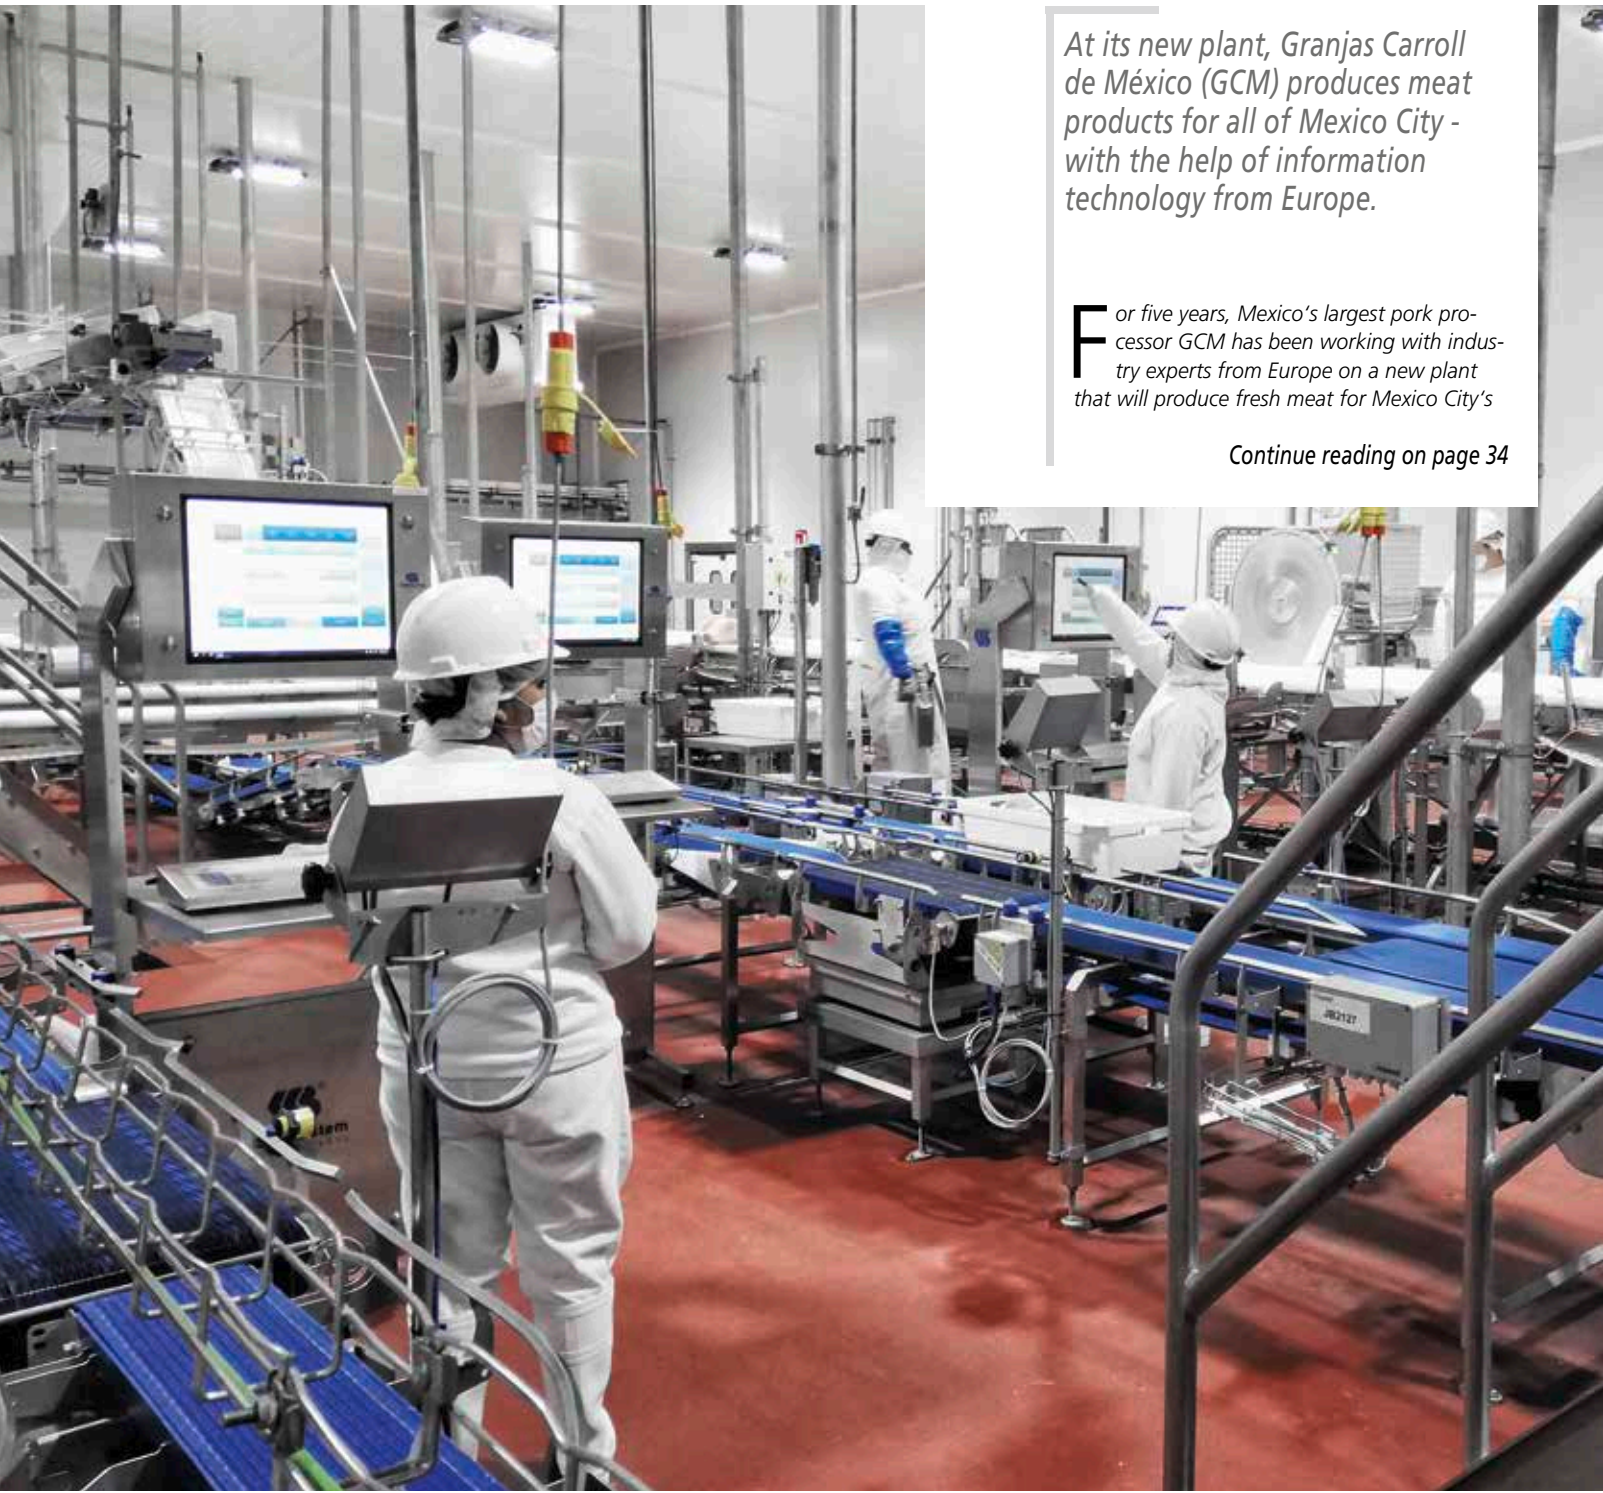 At its new plant, Granjas Carroll
de México (GCM) produces meat
products for all of Mexico City -
with the help of information
technology from Europe.
For five years, Mexico's largest pork pro-
cessor GCM has been working with indus-
try experts from Europe on a new plant
that will produce fresh meat for Mexico City's
Continue reading on page 34
JB2127